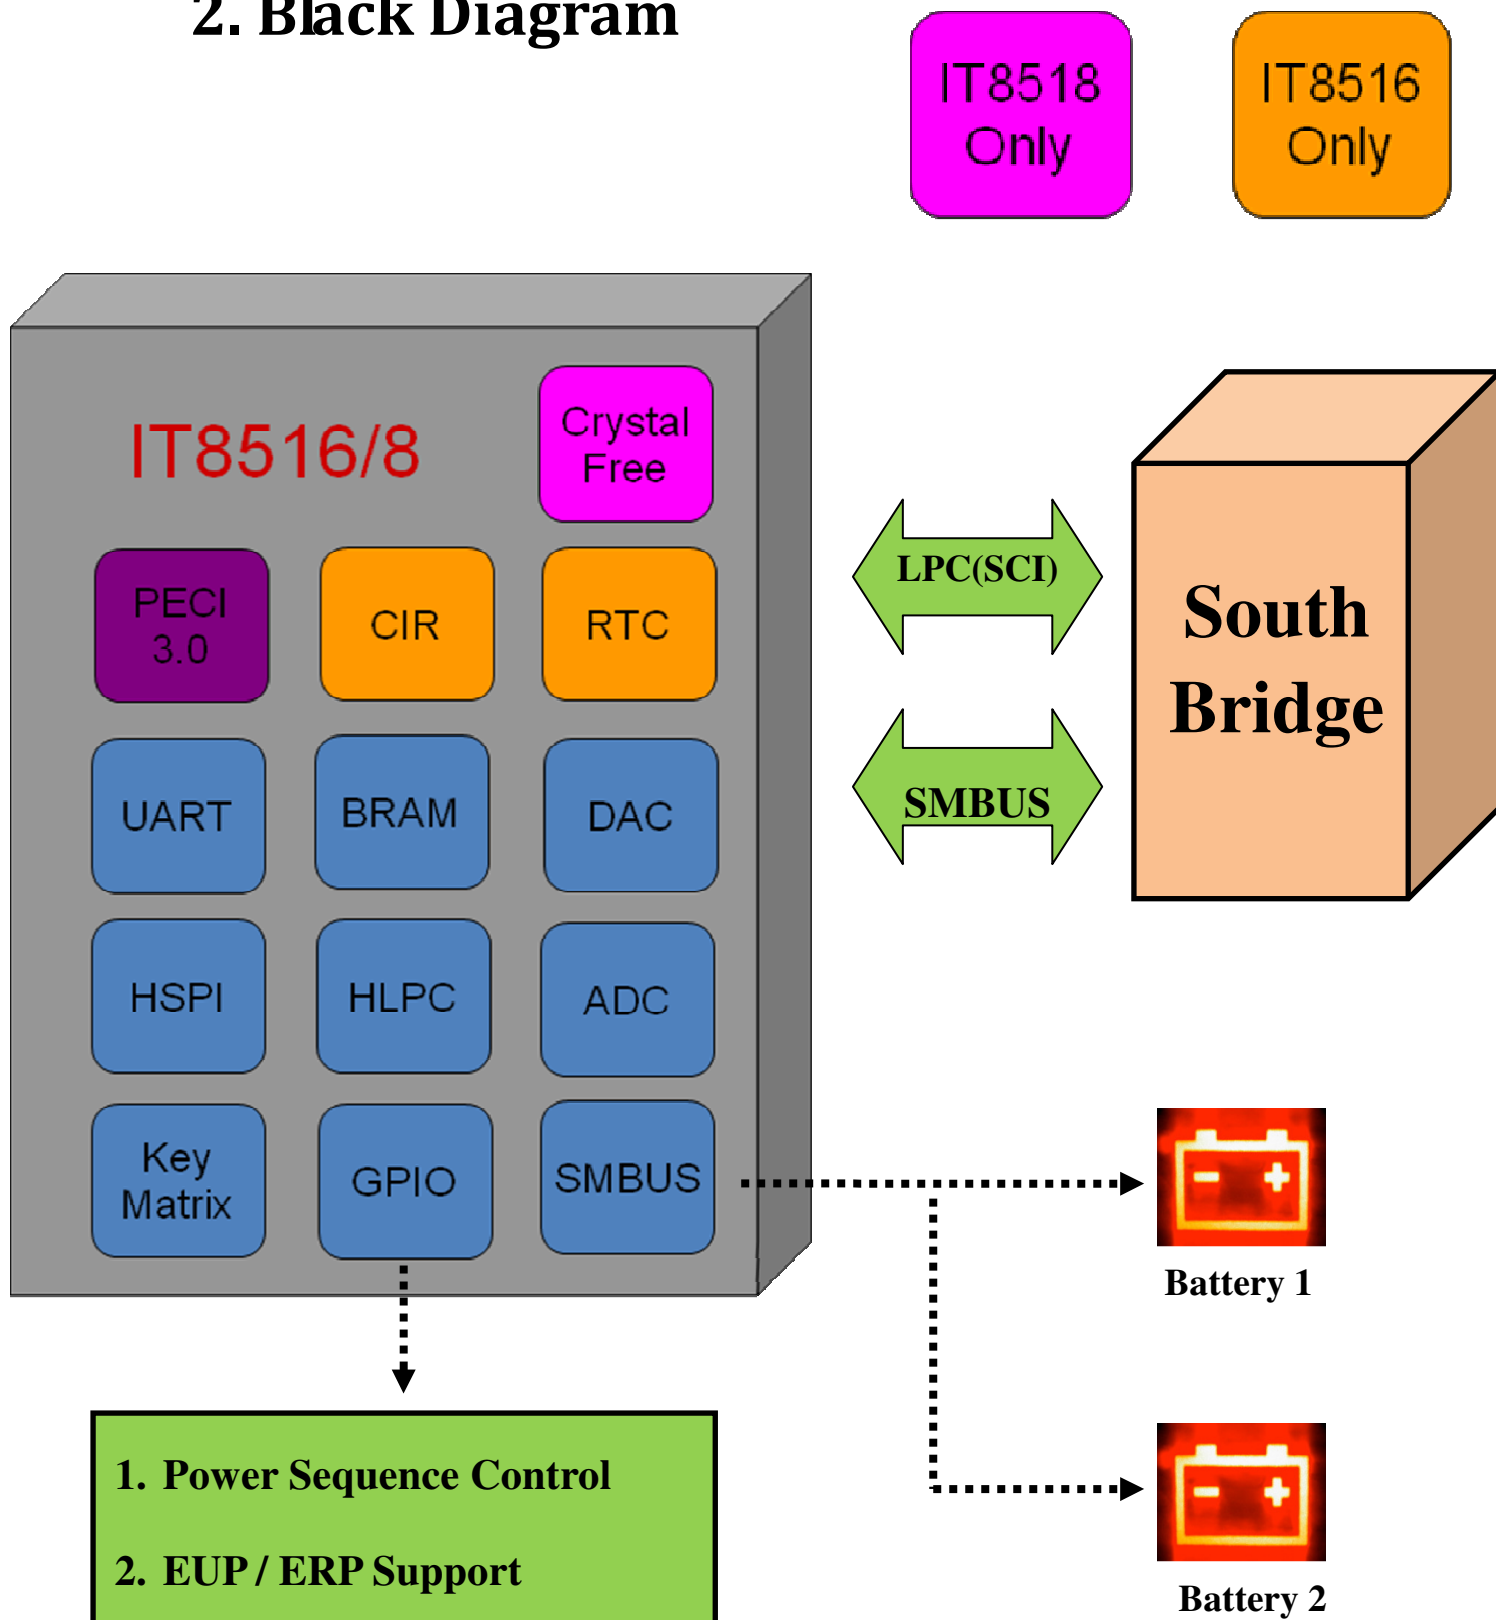 2. Black Diagram
IT8518
Only
IT8516
Only
IT8516/8
Crystal
Free
PECI
3.0
CIR
RTC
UART
BRAM
DAC
HSPI
HLPC
ADC
Key
Matrix
GPIO
SMBUS
LPC(SCI)
SMBUS
South
Bridge
Battery 1
Battery 2
1. Power Sequence Control
2. EUP / ERP Support